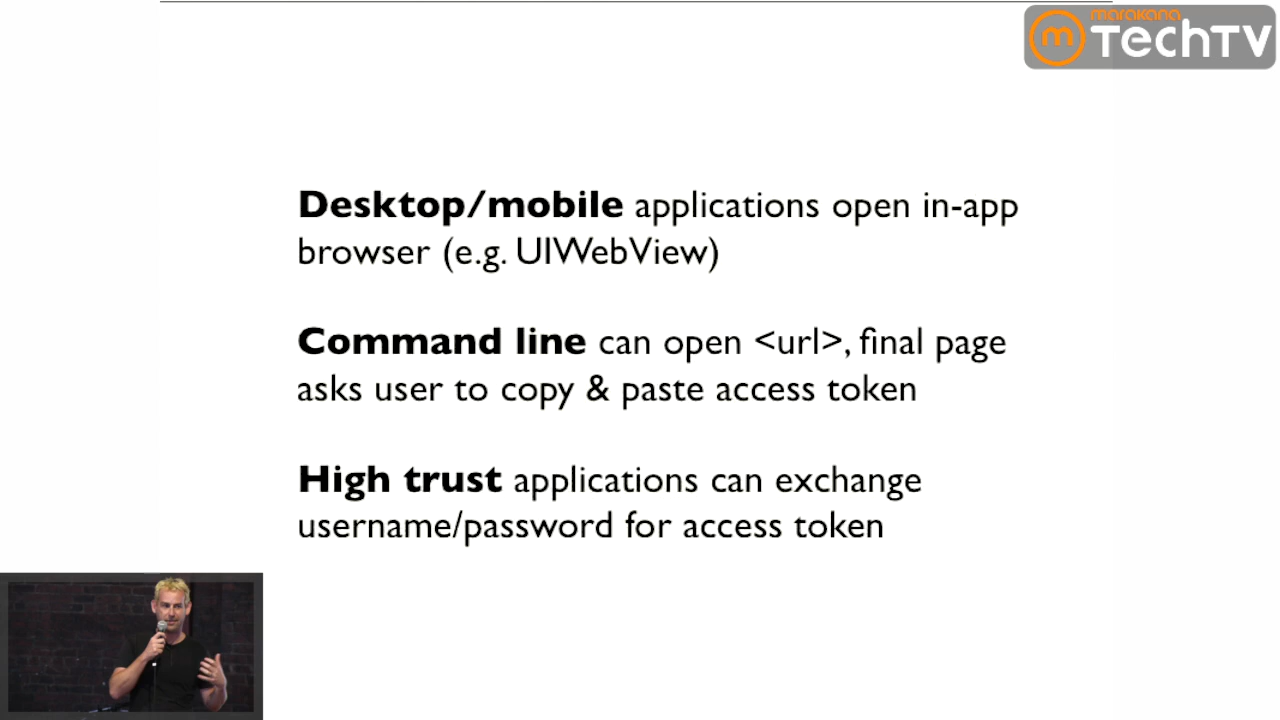 marakana
m TechTV
Desktop/mobile applications open in-app
browser (e.g. UIWebView)
Command line can open <url>, final page
asks user to copy & paste access token
High trust applications can exchange
username/password for access token